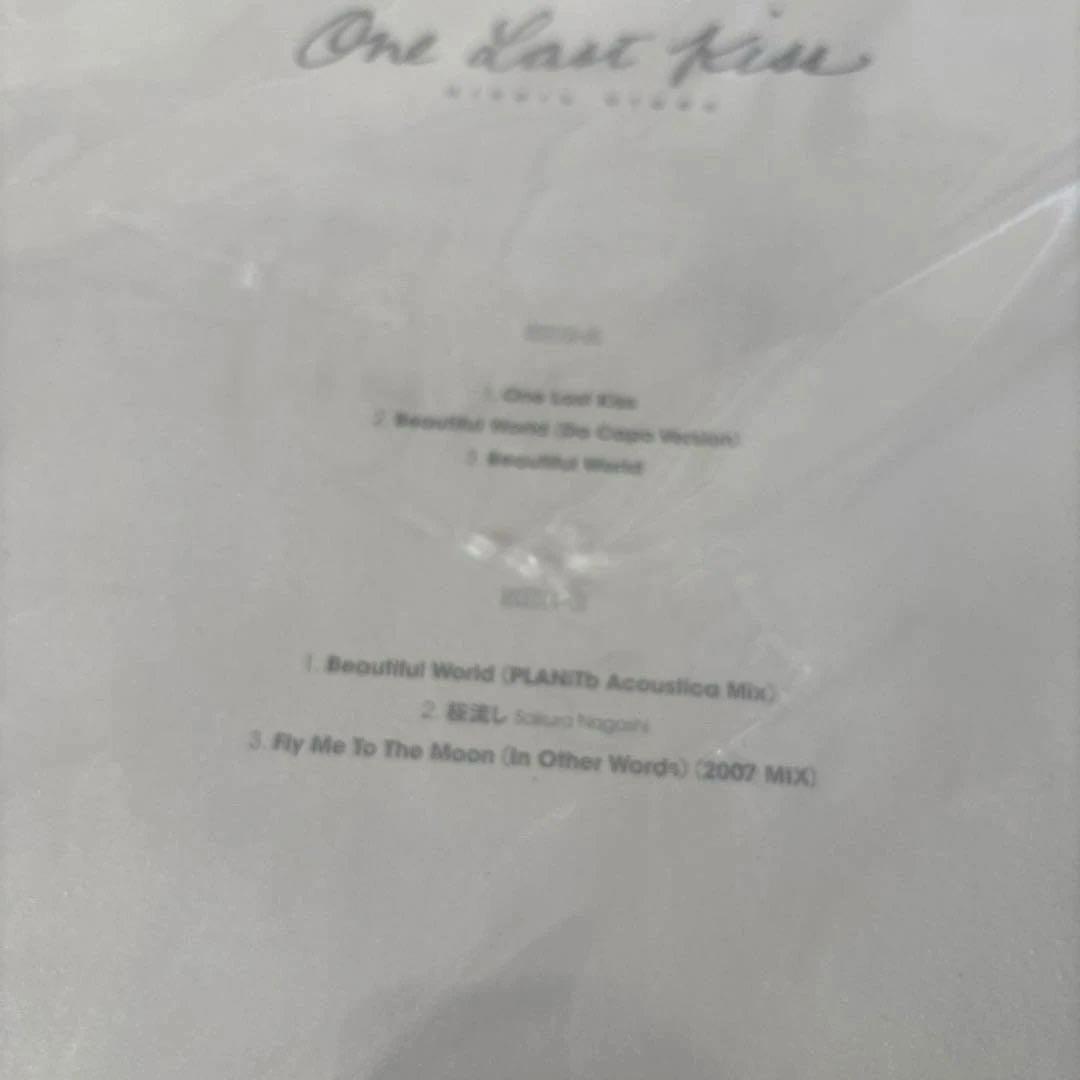 One Last Kiss
HIKARU UTADA
1. One Last Kiss
2. Beautiful World (Da Capo Version)
3. Beautiful World
1. Beautiful World (PLANiTb Acoustica Mix)
2. 桜流し Sakura Nagashi
3. Fly Me To The Moon (In Other Words) (2007 MIX)